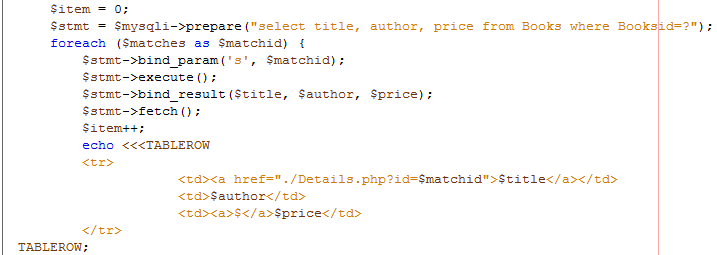 $item = 0;
$stmt = $mysqli->prepare("select title, author, price from Books where Booksid=?");
foreach ($matches as $matchid) {
$stmt->bind_param('s', $matchid);
$stmt->execute();
$stmt->bind_result($title, $author, $price);
$stmt->fetch();
$item++;
echo <<<TABLEROW
<tr>
<td><a href="./Details.php?id=$matchid">$title</a></td>
<td>$author</td>
<td><a>$</a>$price</td>
</tr>
TABLEROW;